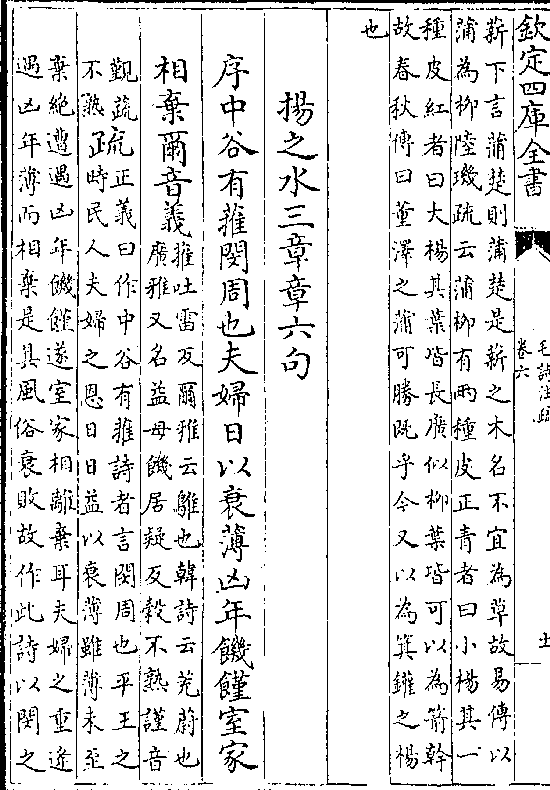 欽定四庫全書
毛詩注疏
卷六
薪下言蒲楚則蒲楚是薪之木名不宜為草故易傳以
蒲為柳陸璣疏云蒲柳有兩種皮正青者曰小楊其一
種皮紅者曰大楊其葉皆長廣似柳葉皆可以為箭幹
故春秋傳曰董澤之蒲可勝既乎今又以為箕鑵之楊
也
揚之水三章章六句
序中谷有蓷閔周也夫婦日以衰薄凶年饑饉室家
相棄爾音義蓷吐雷反爾雅云鵻也韓詩云茺蔚也
廣雅又名益母饑居疑反穀不熟謹音
覲蔬不熟疏正義曰作中谷有蓷詩者言閔周也平王之
時民人夫婦之恩日日益以衰薄雖薄未至
棄絶遭遇凶年饑饉遂室家相離棄耳夫婦之重逆
遇凶年薄而相棄是其風俗衰敗故作此詩以閔之